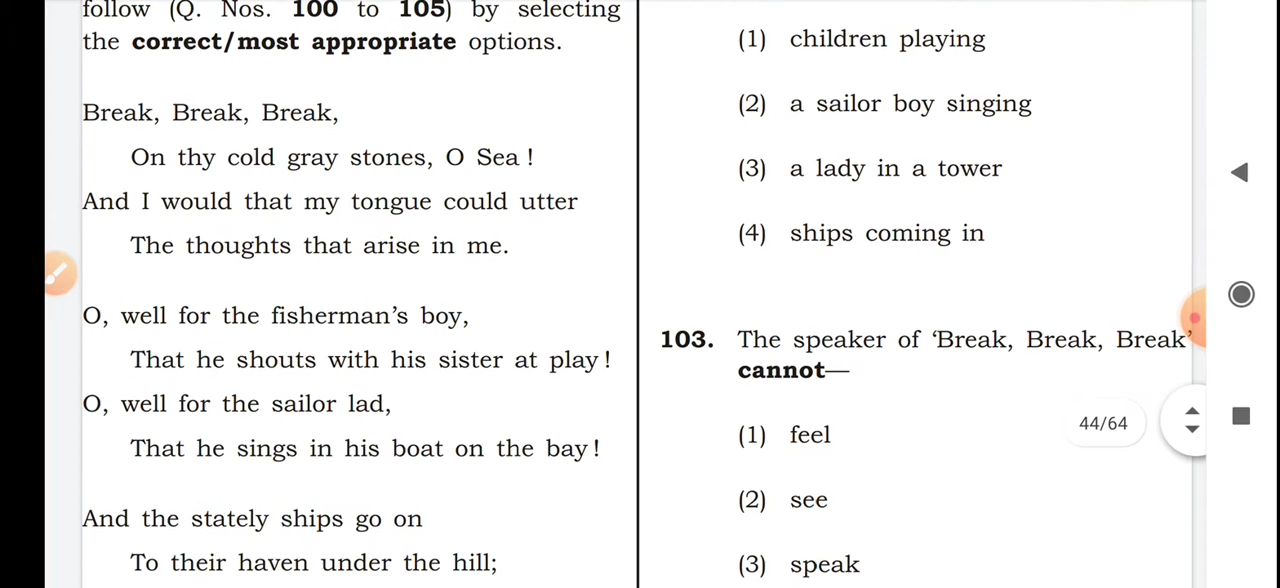 follow (Q. Nos. 100 to 105) by selecting
the correct/most appropriate options.
Break, Break, Break,
On thy cold gray stones, O Sea !
And I would that my tongue could utter
The thoughts that arise in me.
O, well for the fisherman’s boy,
That he shouts with his sister at play !
O, well for the sailor lad,
That he sings in his boat on the bay !
And the stately ships go on
To their haven under the hill;
(1) children playing
(2) a sailor boy singing
(3) a lady in a tower
(4) ships coming in
103. The speaker of ‘Break, Break, Break’
cannot—
(1) feel
(2) see
(3) speak
44/64